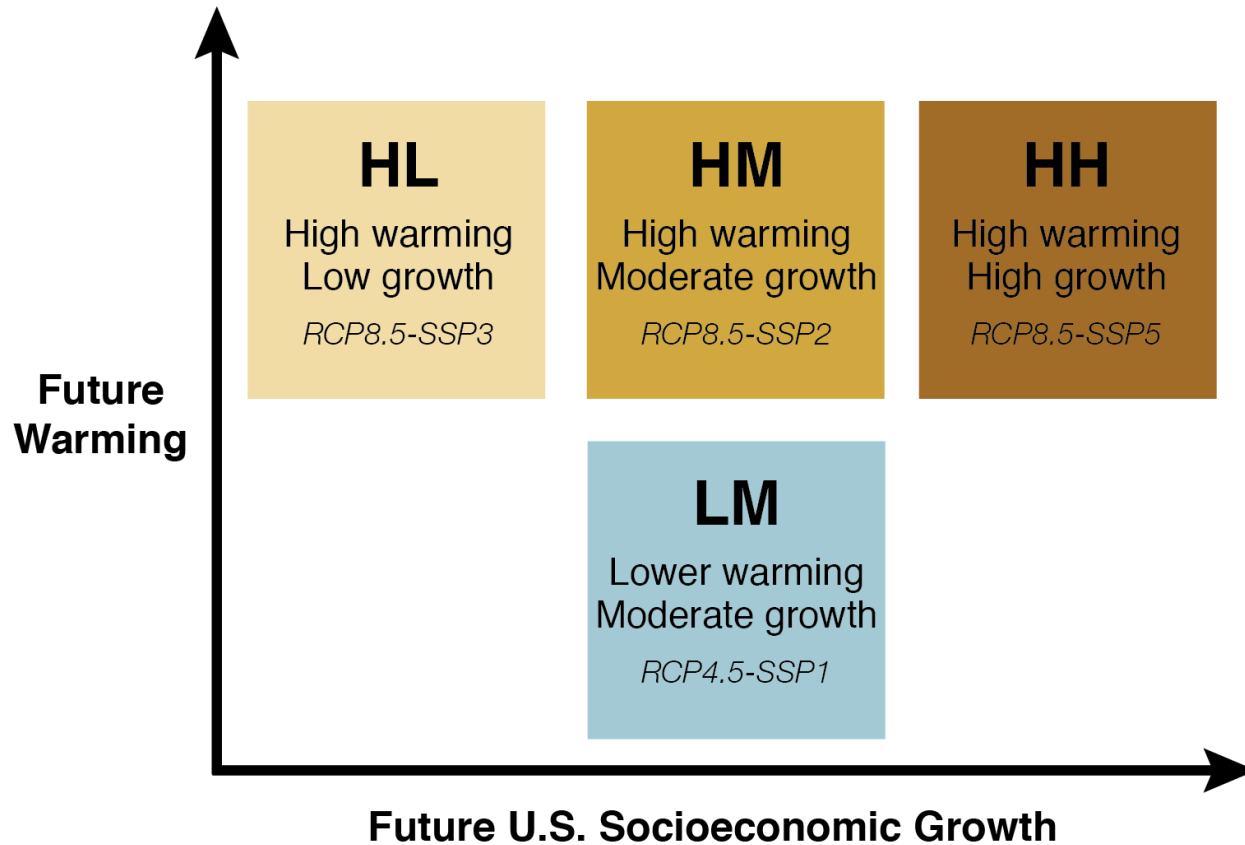 HL
High warming
Low growth
RCP8.5-SSP3
HM
High warming
Moderate growth
RCP8.5-SSP2
HH
High warming
High growth
RCP8.5-SSP5
Future
Warming
LM
Lower warming
Moderate growth
RCP4.5-SSP1
Future U.S. Socioeconomic Growth